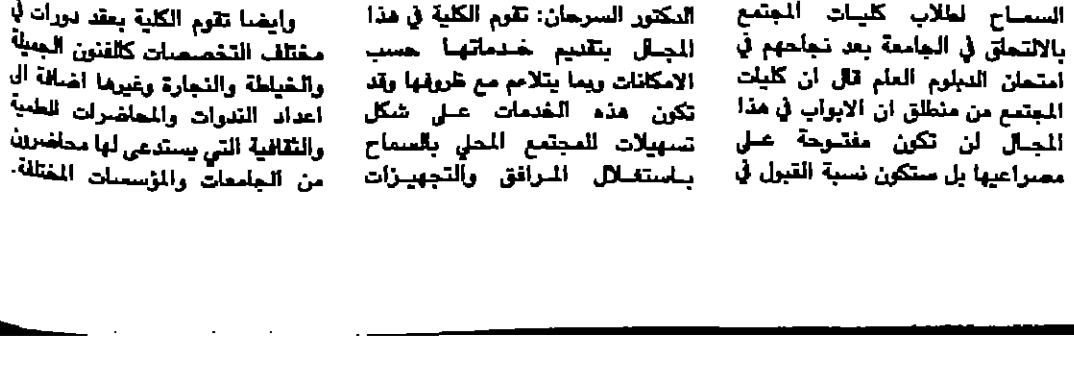 السماح لطلاب كليات المجتمع
بالالتحاق في الجامعة بعد نجاحهم في
امتحان الدبلوم العلم قال ان كليات
المجتمع من منطلق ان الابواب في هذا
المجال لن تكون مفتوحة على
مصراعيها بل ستكون نسبة القبول في
الدكتور السرحان: تقوم الكلية في هذا
المجال بتقديم خدماتها حسب
الامكانات وبما يتلاءم مع ظروفها وقد
تكون هذه الخدمات على شكل
تسهيلات للمجتمع المحلي بالسماح
باستغلال المرافق والتجهيزات
وايضا تقوم الكلية بعقد دورات في
مختلف التخصصات كالفنون الجميلة
والخياطة والنجارة وغيرها اضافة الى
اعداد الندوات والمحاضرات العلمية
والثقافية التي يستدعى لها محاضرون
من الجامعات والمؤسسات المختلفة.